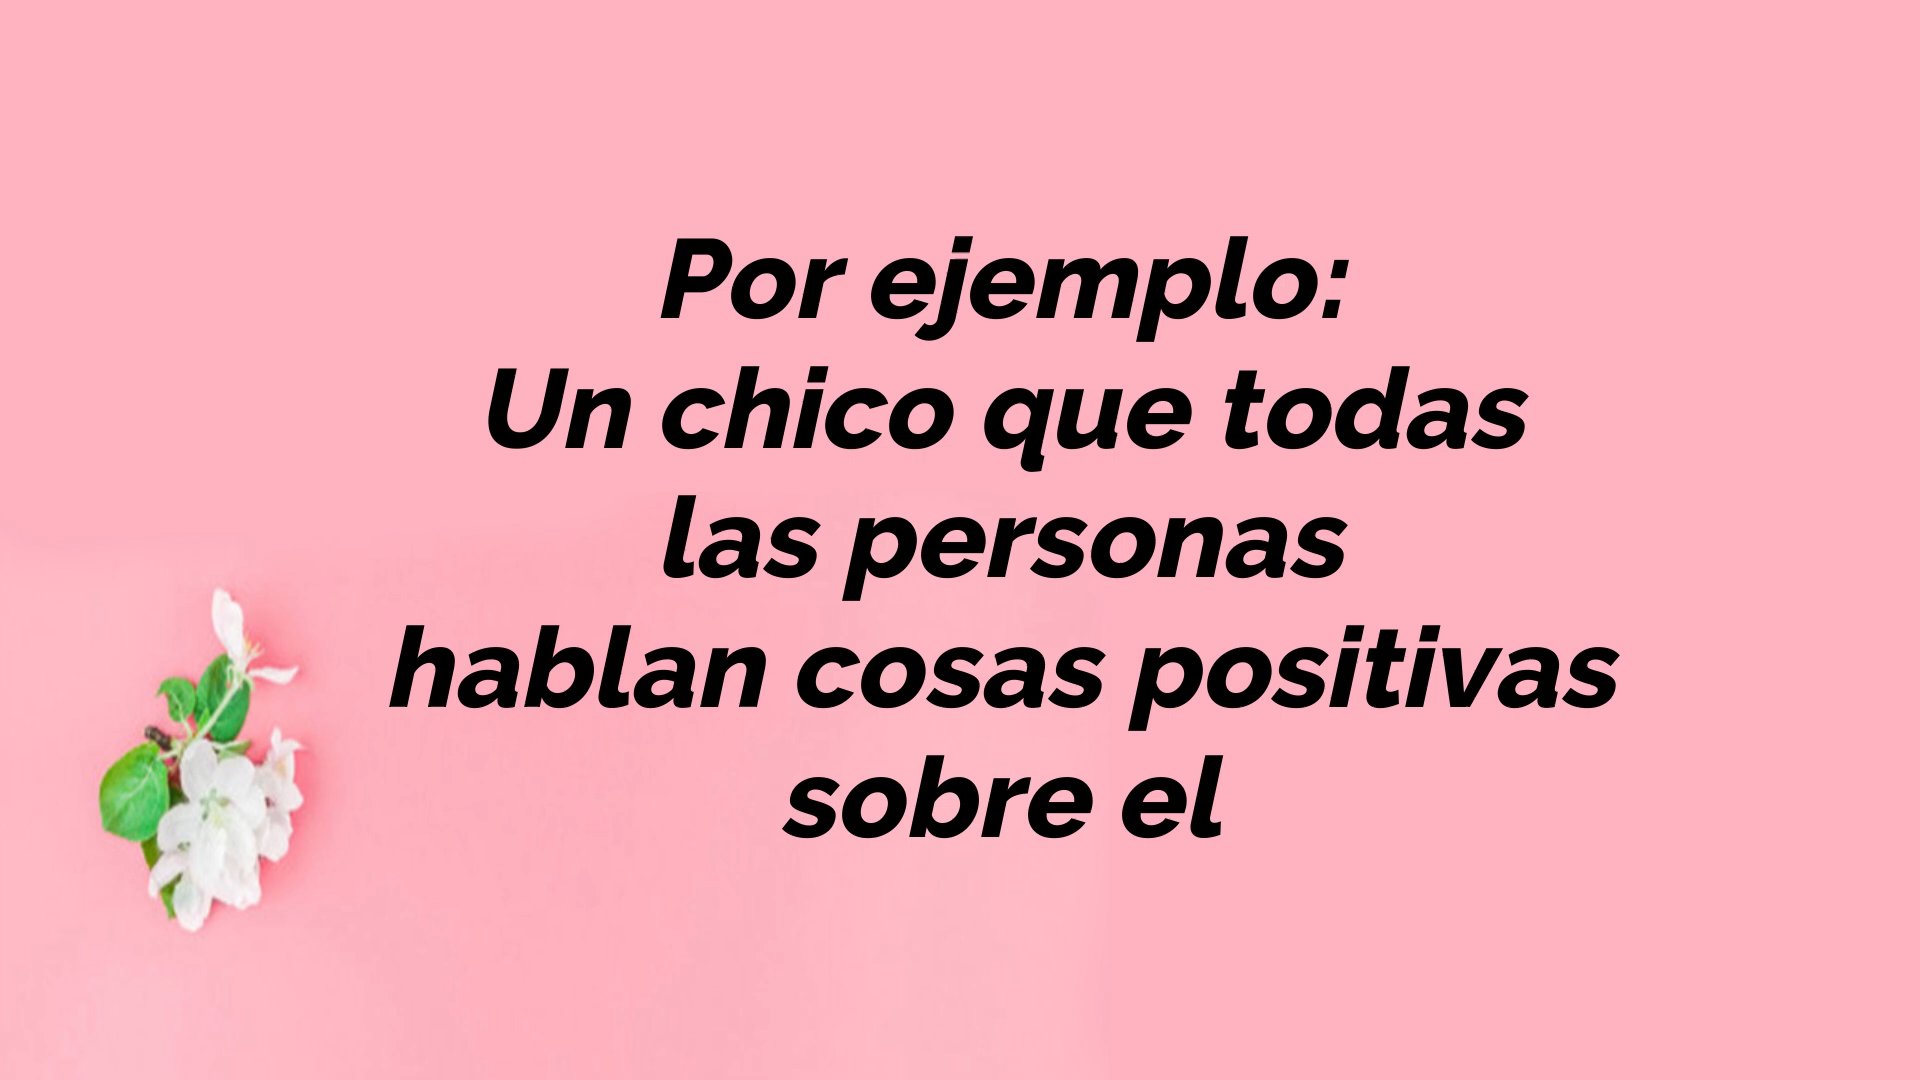 Por ejemplo:
Un chico que todas
las personas
hablan cosas positivas
sobre el